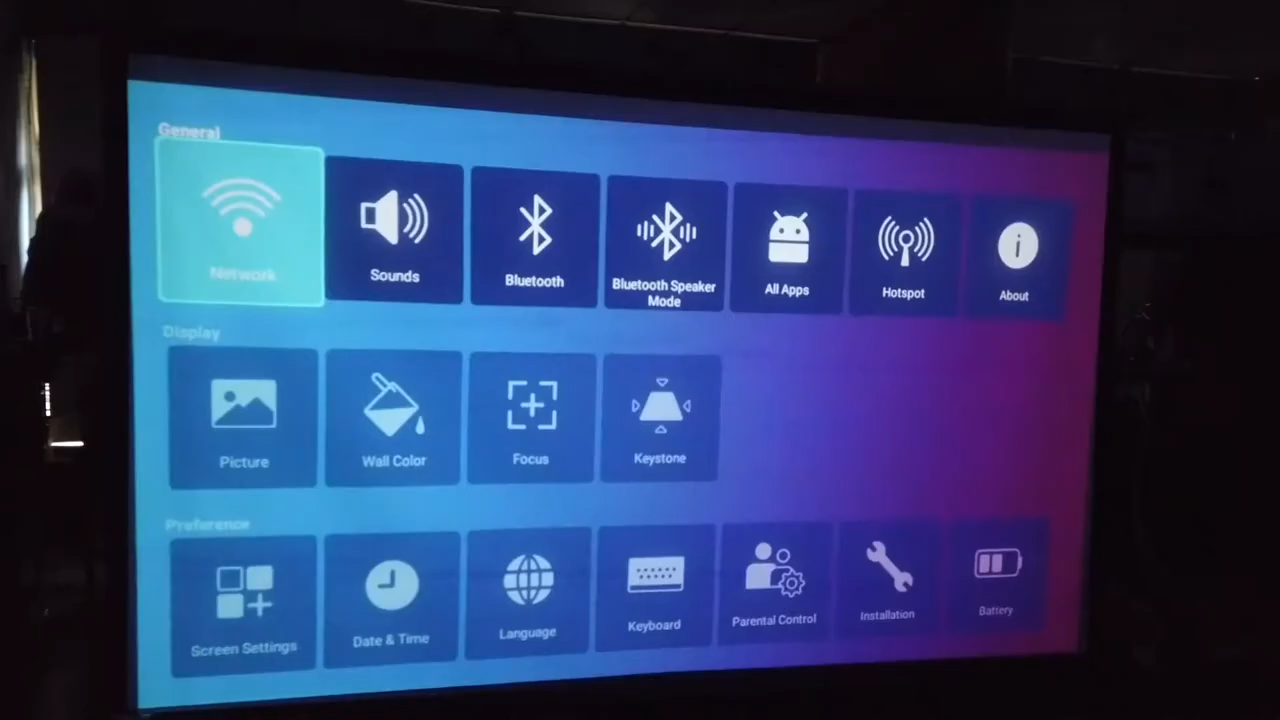 General
Network
Sounds
Bluetooth
Bluetooth Speaker
Mode
All Apps
Hotspot
About
Display
Picture
Wall Color
Focus
Keystone
Preference
Screen Settings
Date & Time
Language
Keyboard
Parental Control
Installation
Battery